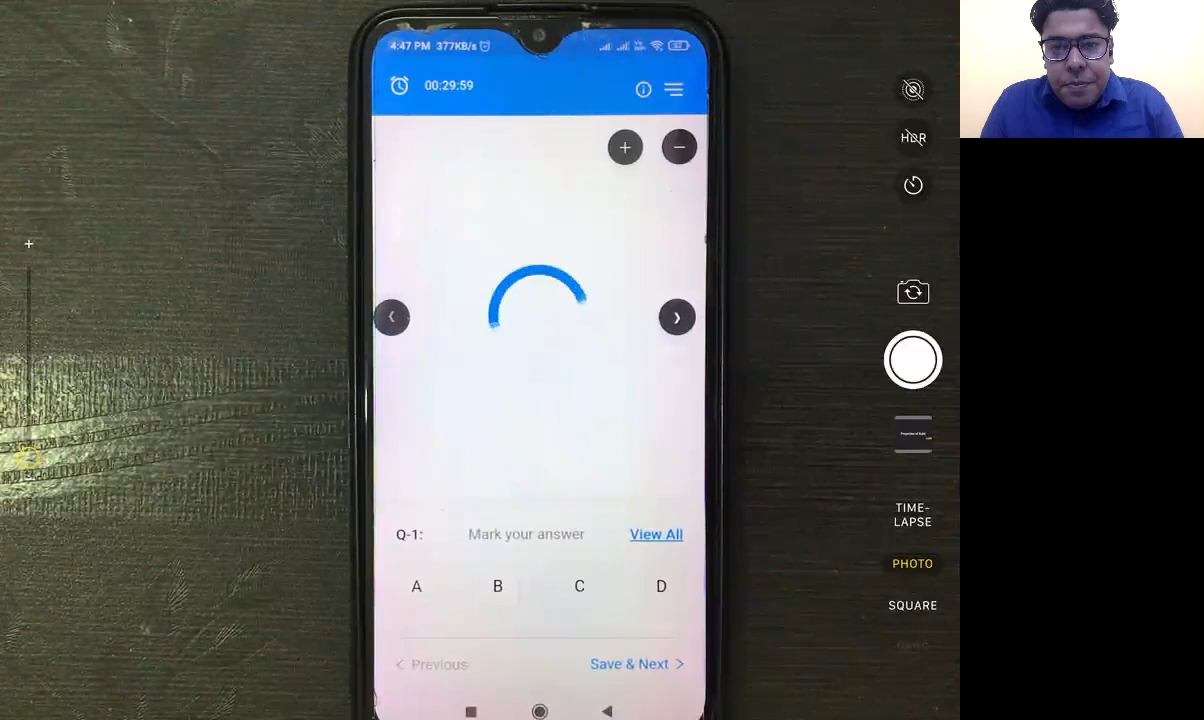 4:47 PM 377KB/s
00:29:59
HDR
Q-1: Mark your answer View All
A B C D
< Previous Save & Next >
TIME-
LAPSE
PHOTO
SQUARE